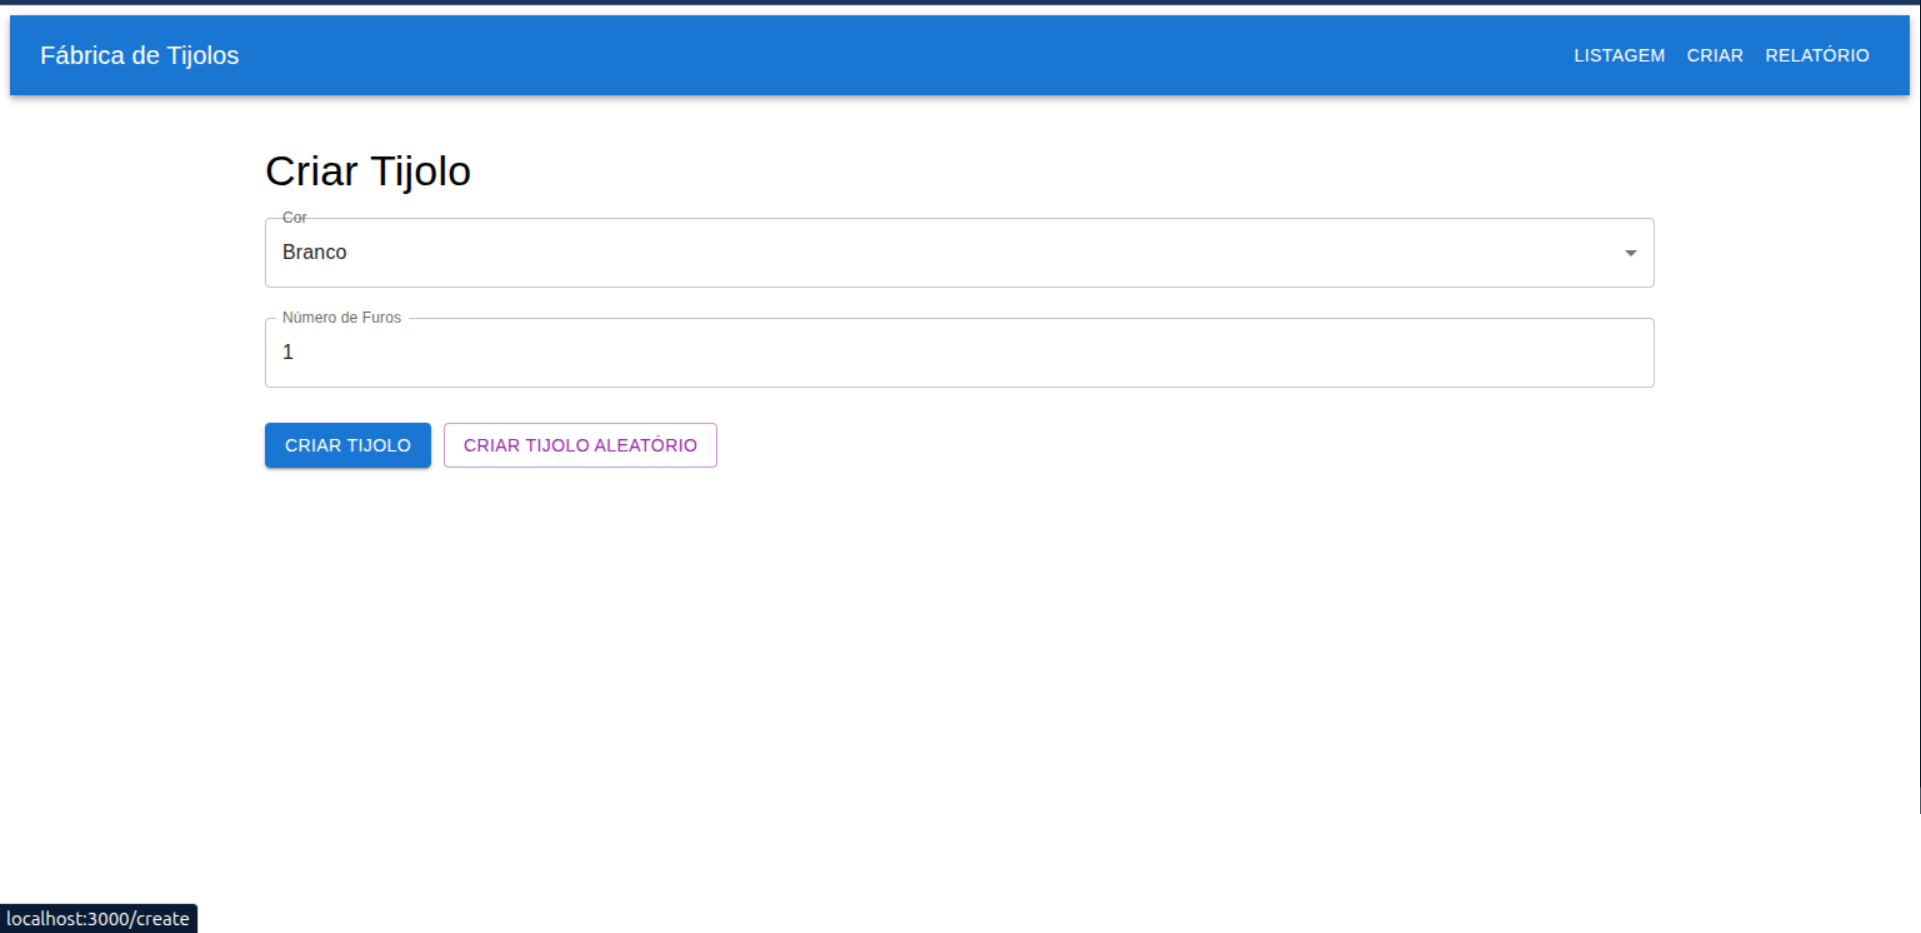 Fábrica de Tijolos
LISTAGEM CRIAR RELATÓRIO
Criar Tijolo
Cor
Branco
Número de Furos
1
CRIAR TIJOLO CRIAR TIJOLO ALEATÓRIO
localhost:3000/create